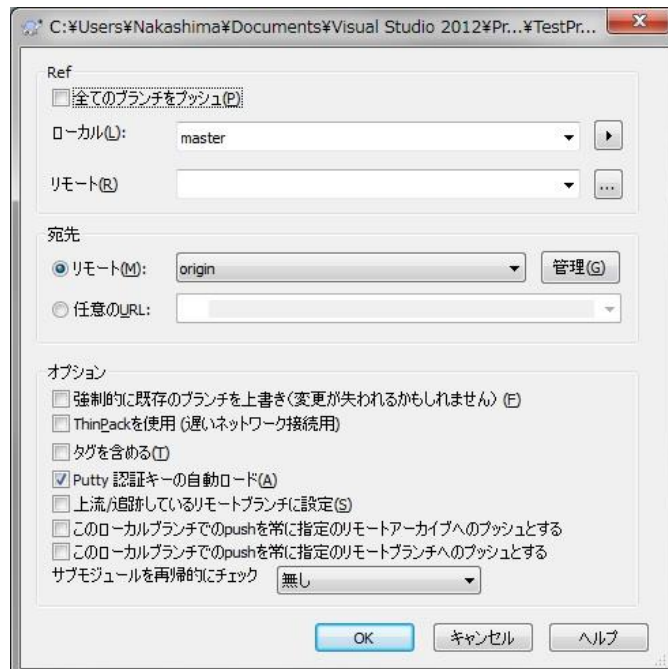 C:¥Users¥Nakashima¥Documents¥Visual Studio 2012¥Pr...¥TestPr...
Ref
全てのブランチをプッシュ(P)
ローカル(L): master
リモート(R)
...
宛先
リモート(M): origin 管理(G)
任意のURL:
オプション
強制的に既存のブランチを上書き(変更が失われるかもしれません) (F)
ThinPackを使用 (遅いネットワーク接続用)
タグを含める(T)
Putty 認証キーの自動ロード(A)
上流/追跡しているリモートブランチに設定(S)
このローカルブランチでのpushを常に指定のリモートアーカイブへのプッシュとする
このローカルブランチでのpushを常に指定のリモートブランチへのプッシュとする
サブモジュールを再帰的にチェック 無し
OK キャンセル ヘルプ